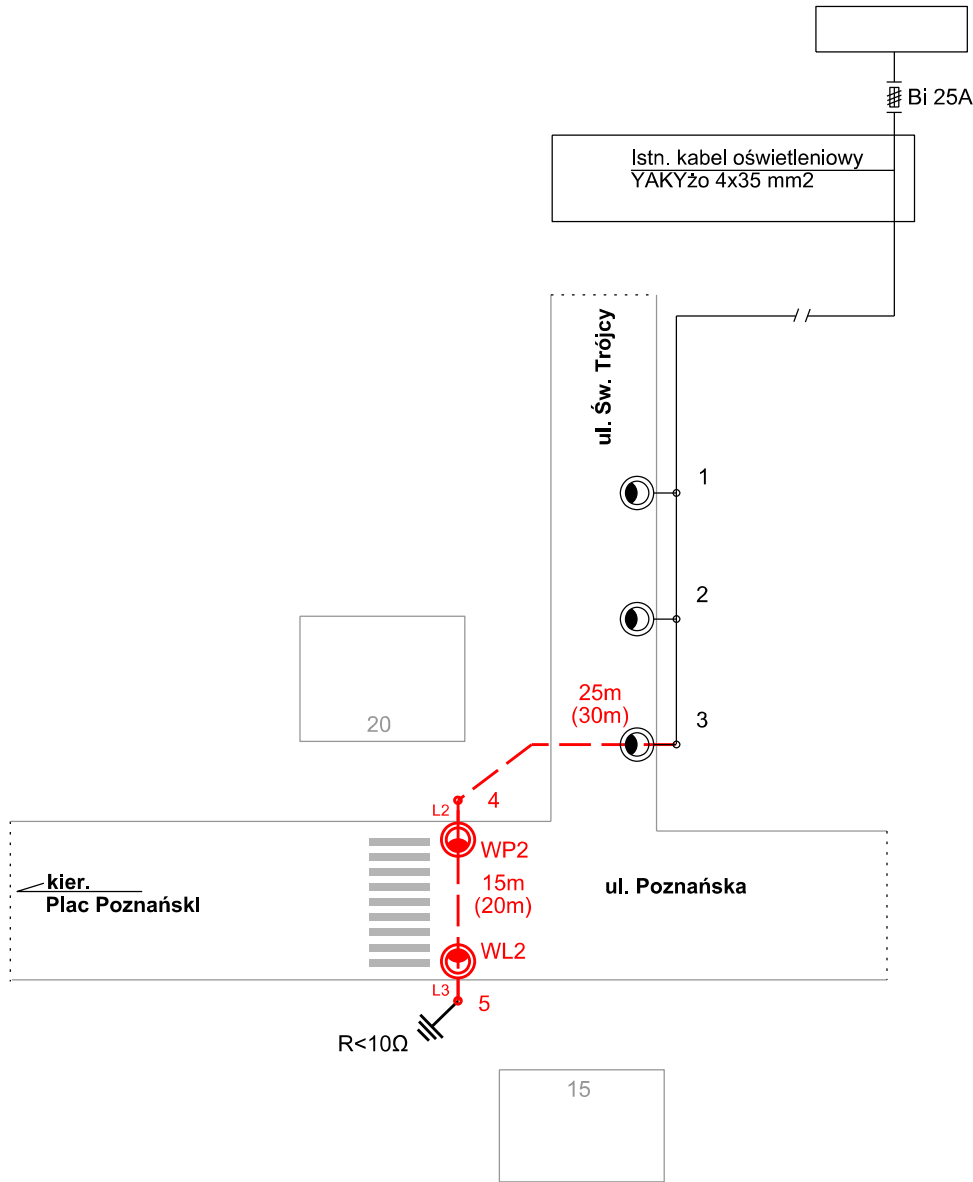 Bi 25A
Istn. kabel oświetleniowy
YAKYżo 4x35 mm2
ul. Św. Trójcy
1
2
25m
(30m)
3
20
L2
4
WP2
kier.
Plac PoznańskI
15m
(20m)
ul. Poznańska
WL2
L3
5
R<10Ω
15